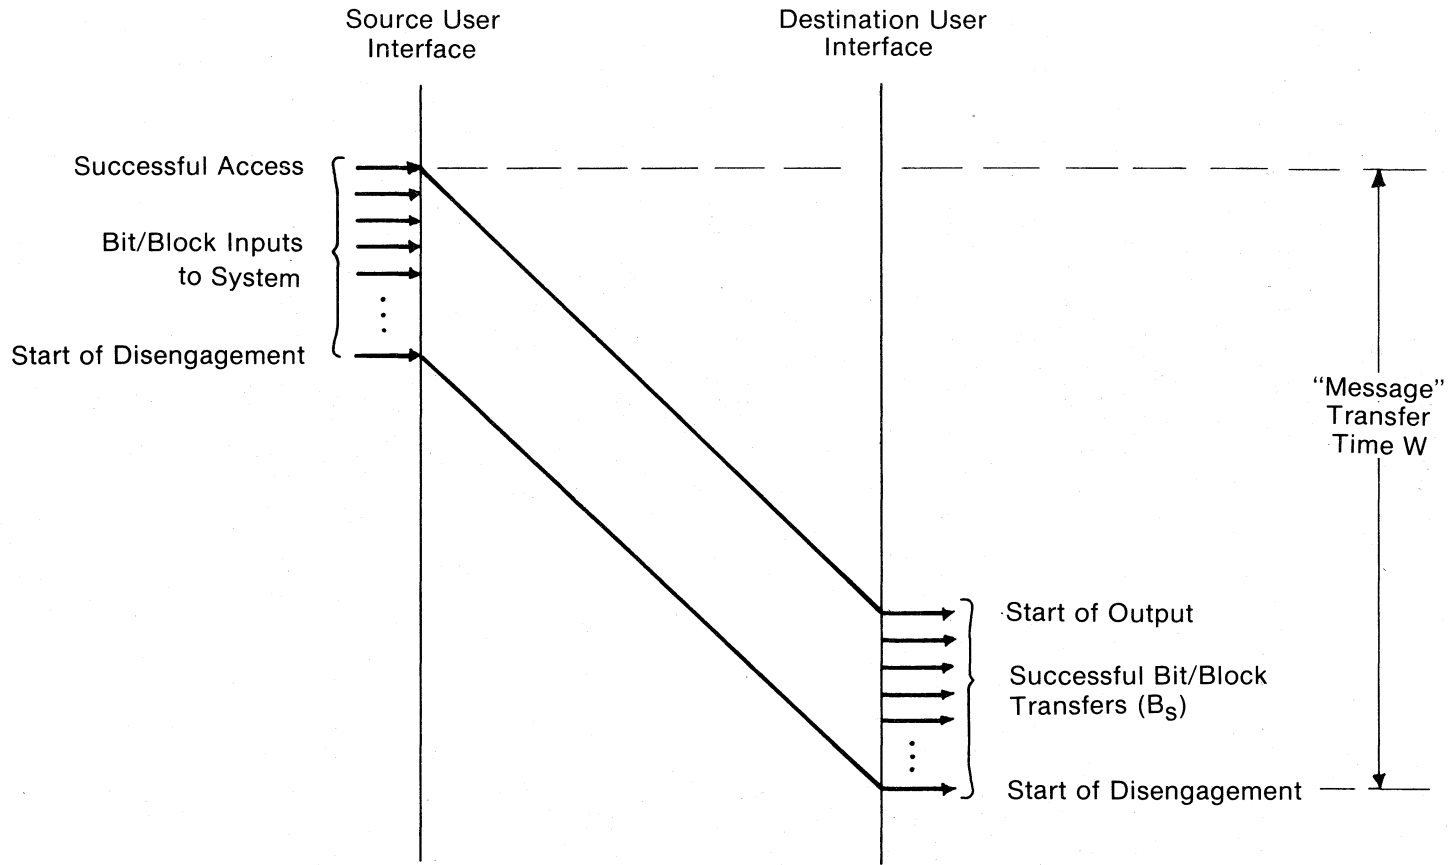 Source User
Interface
Destination User
Interface
Successful Access
Bit/Block Inputs
to System
Start of Disengagement
"Message"
Transfer
Time W
Start of Output
Successful Bit/Block
Transfers (Bs)
Start of Disengagement